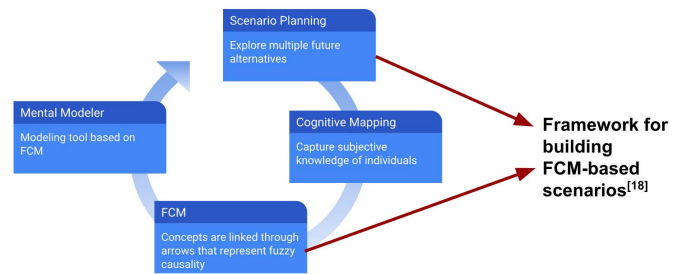 Scenario Planning
Explore multiple future
alternatives
Mental Modeler
Modeling tool based on
FCM
Cognitive Mapping
Capture subjective
knowledge of individuals
FCM
Concepts are linked through
arrows that represent fuzzy
causality
Framework for
building
FCM-based
scenarios[18]